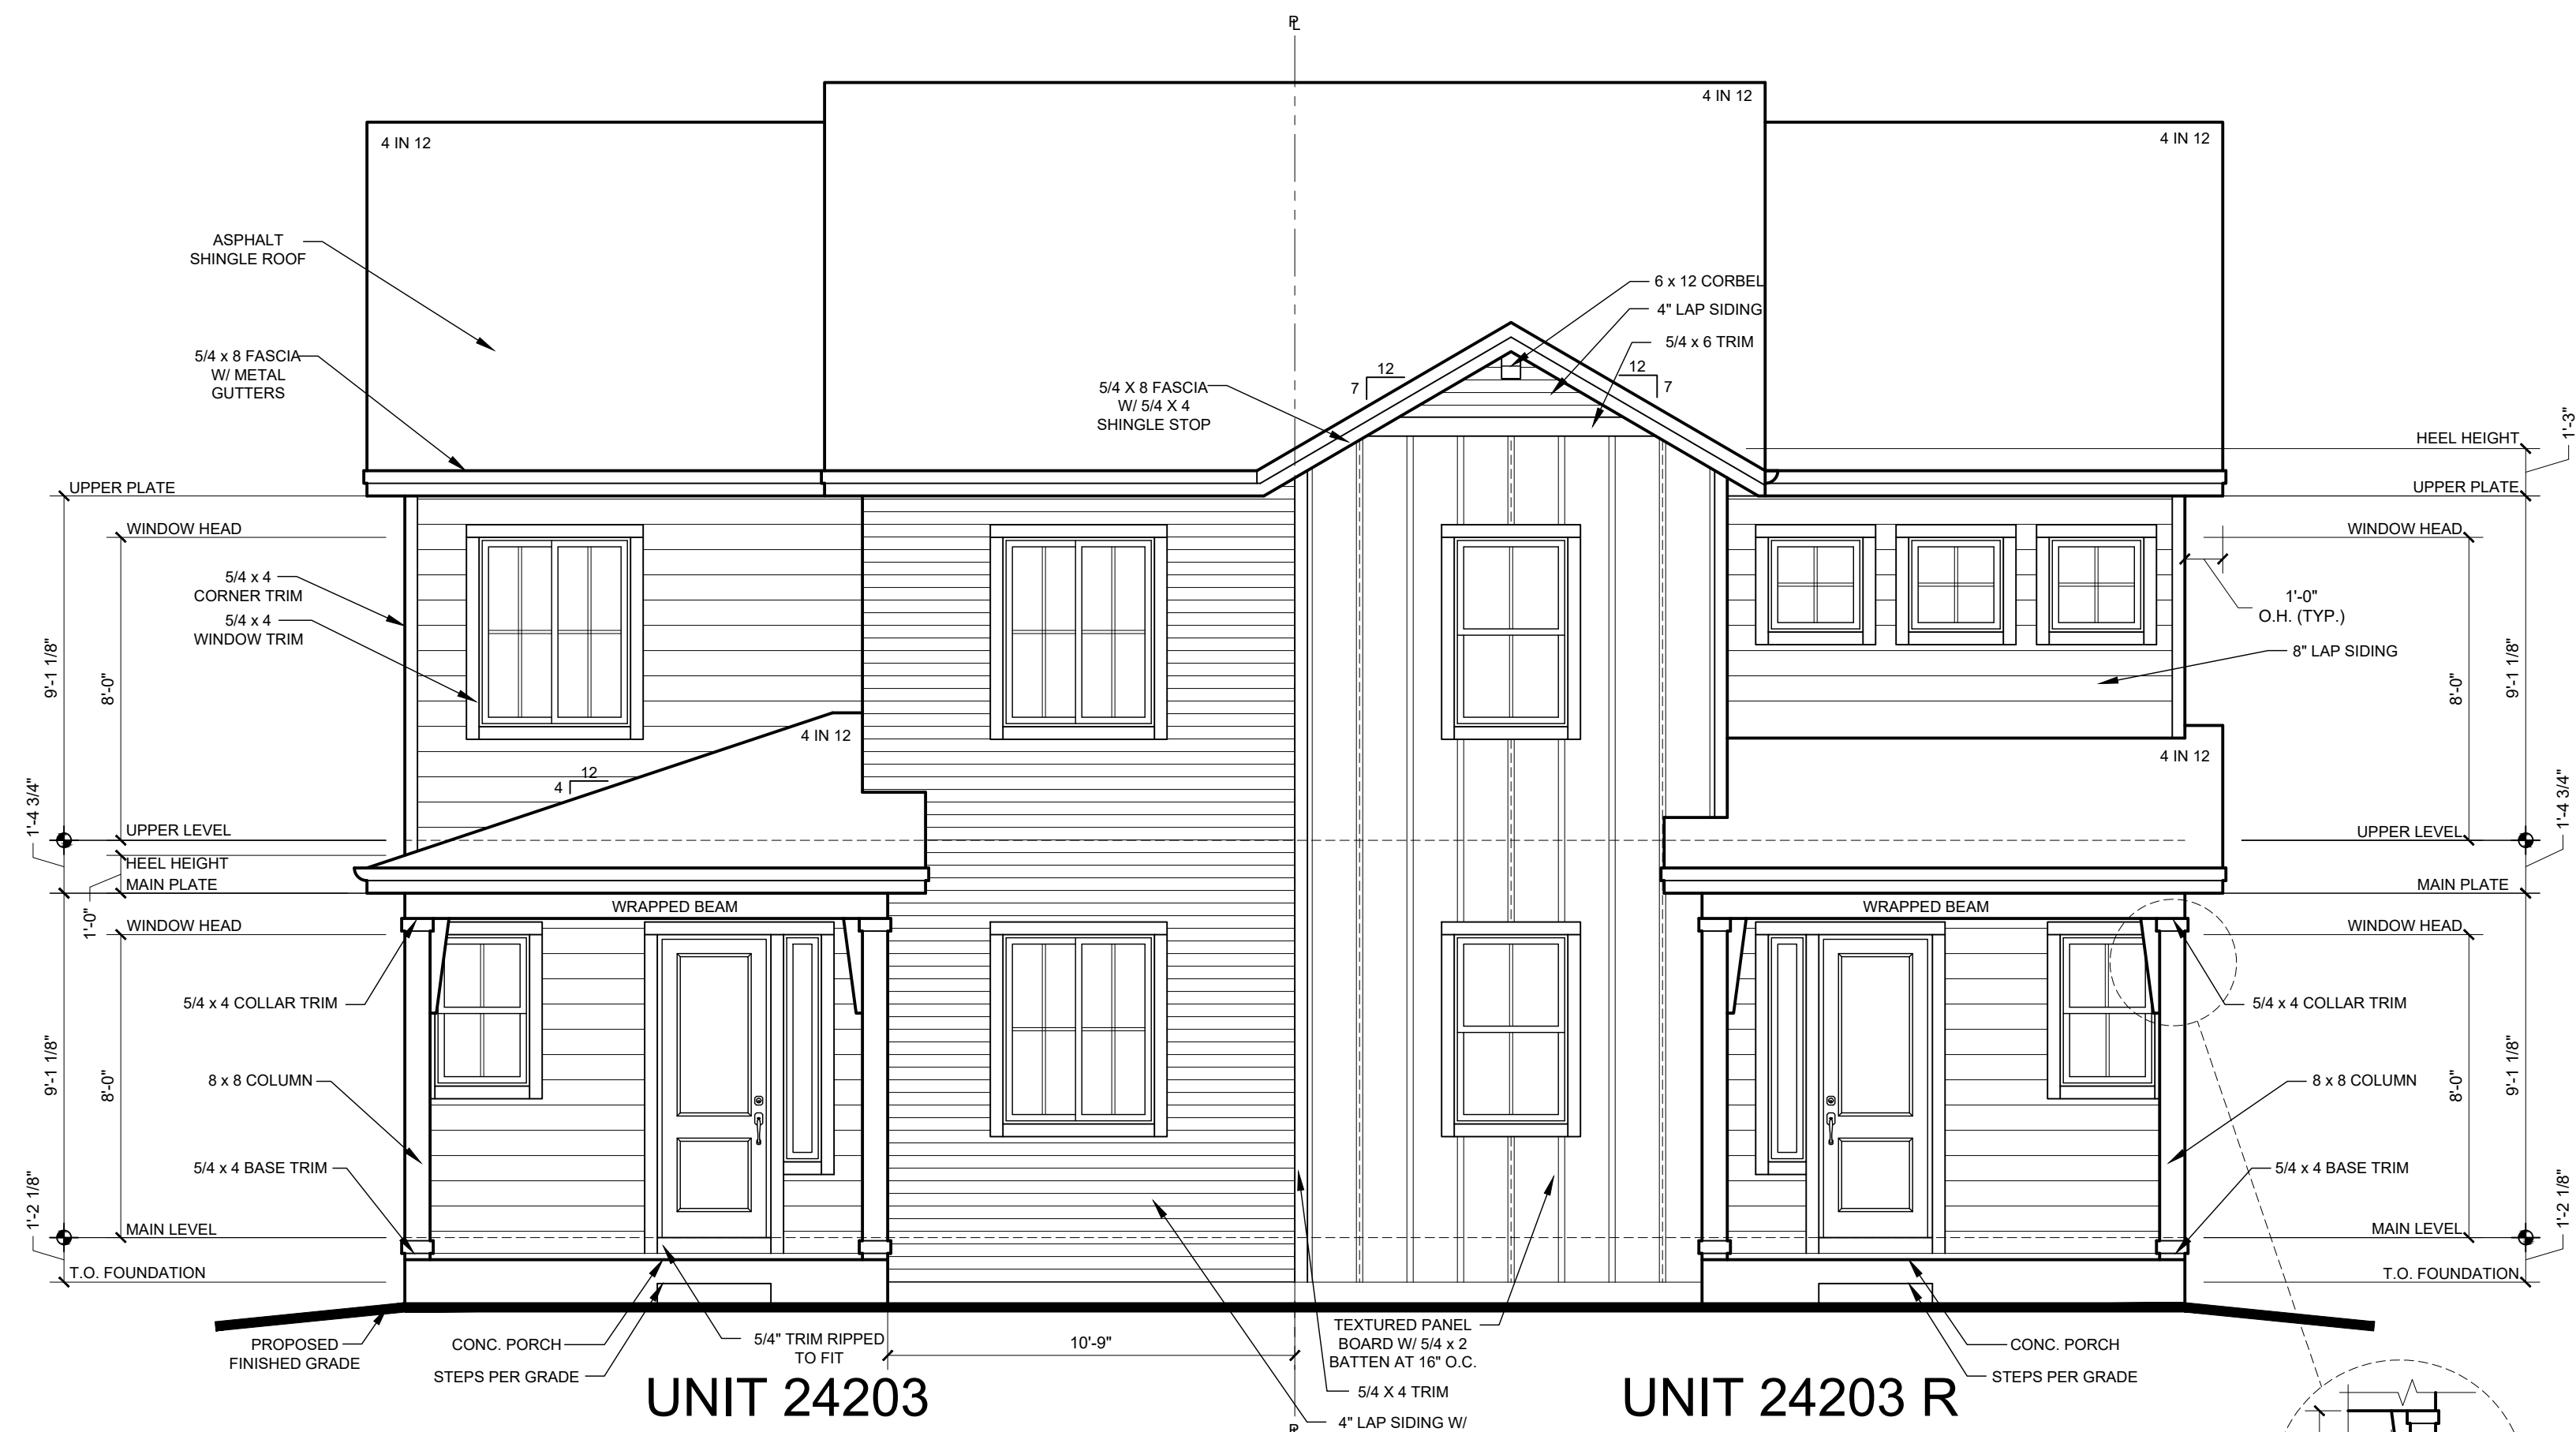 PL
4 IN 12
4 IN 12
4 IN 12
ASPHALT
SHINGLE ROOF
6 x 12 CORBEL
4" LAP SIDING
5/4 x 6 TRIM
5/4 x 8 FASCIA
W/ METAL
GUTTERS
5/4 X 8 FASCIA
W/ 5/4 X 4
SHINGLE STOP
12
7
12
7
HEEL HEIGHT
1'-3"
UPPER PLATE
UPPER PLATE
WINDOW HEAD
WINDOW HEAD
5/4 x 4
CORNER TRIM
5/4 x 4
WINDOW TRIM
1'-0"
O.H. (TYP.)
8" LAP SIDING
9'-1 1/8"
8'-0"
8'-0"
9'-1 1/8"
4 IN 12
12
4
4 IN 12
1'-4 3/4"
1'-4 3/4"
UPPER LEVEL
UPPER LEVEL
HEEL HEIGHT
MAIN PLATE
MAIN PLATE
1'-0"
WRAPPED BEAM
WRAPPED BEAM
WINDOW HEAD
WINDOW HEAD
5/4 x 4 COLLAR TRIM
5/4 x 4 COLLAR TRIM
9'-1 1/8"
8'-0"
8 x 8 COLUMN
8 x 8 COLUMN
8'-0"
9'-1 1/8"
5/4 x 4 BASE TRIM
5/4 x 4 BASE TRIM
1'-2 1/8"
1'-2 1/8"
MAIN LEVEL
MAIN LEVEL
T.O. FOUNDATION
T.O. FOUNDATION
PROPOSED
FINISHED GRADE
CONC. PORCH
STEPS PER GRADE
5/4" TRIM RIPPED
TO FIT
10'-9"
TEXTURED PANEL
BOARD W/ 5/4 x 2
BATTEN AT 16" O.C.
5/4 X 4 TRIM
4" LAP SIDING W/
CONC. PORCH
STEPS PER GRADE
UNIT 24203
UNIT 24203 R
PL